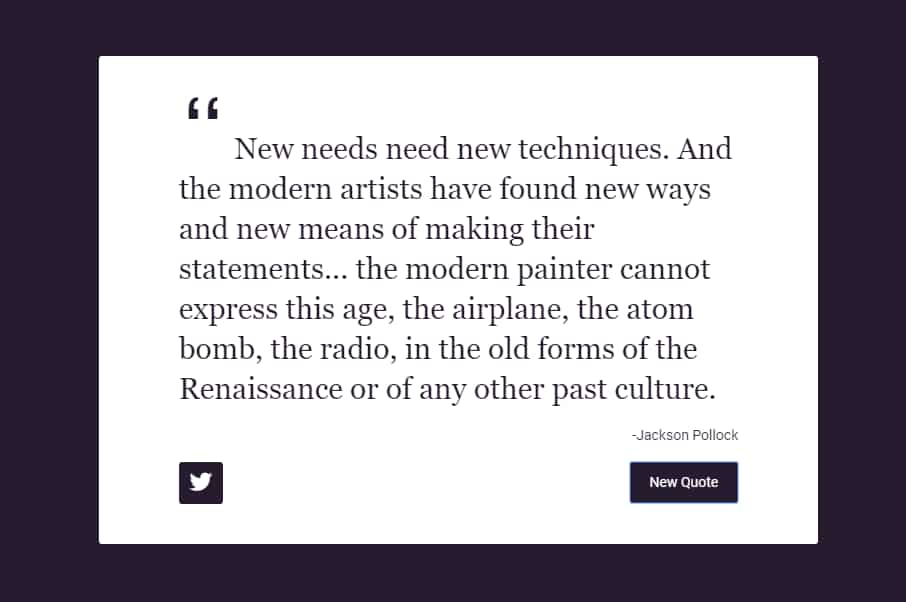 “
New needs need new techniques. And
the modern artists have found new ways
and new means of making their
statements... the modern painter cannot
express this age, the airplane, the atom
bomb, the radio, in the old forms of the
Renaissance or of any other past culture.
-Jackson Pollock
New Quote